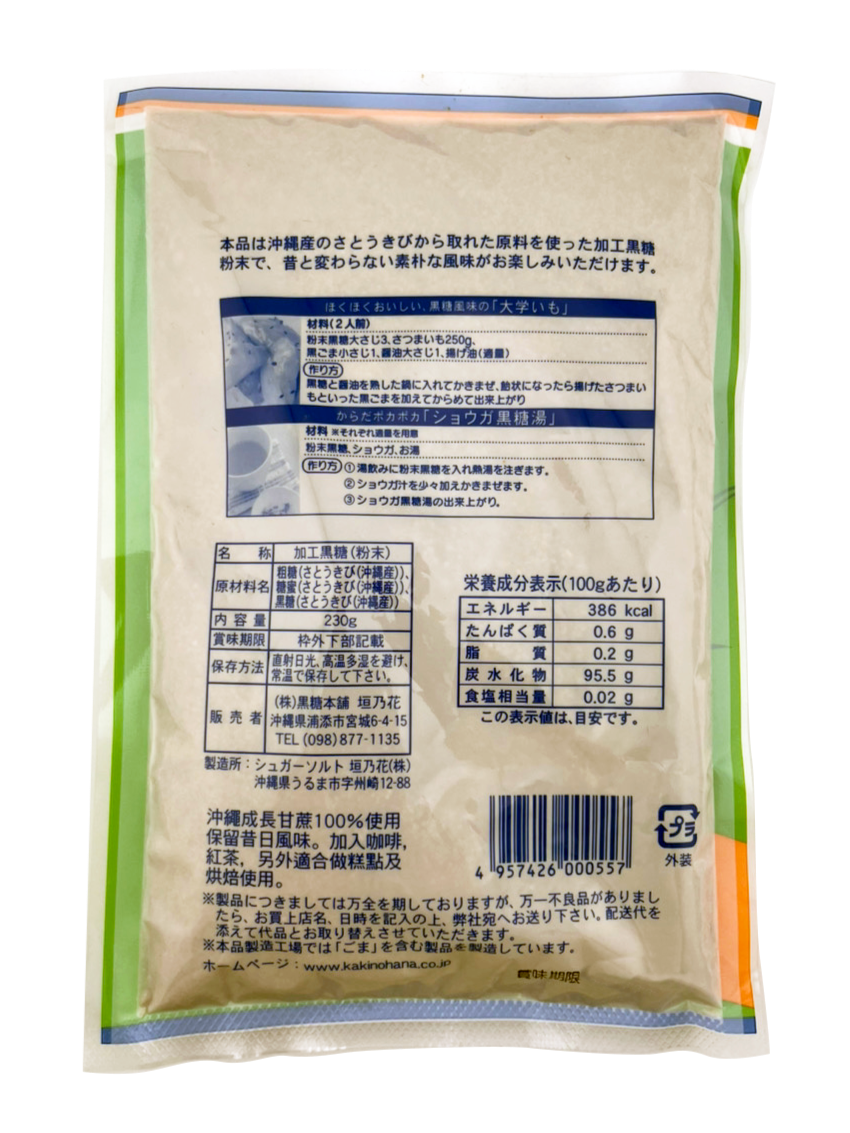 本品は沖縄産のさとうきびから取れた原料を使った加工黒糖
粉末で、昔と変わらない素朴な風味がお楽しみいただけます。
ほくほくおいしい、黒糖風味の「大学いも」
材料(2人前)
粉末黒糖大さじ3、さつまいも250g、
黒ごま小さじ1、醤油大さじ1、揚げ油(適量)
作り方
黒糖と醤油を熱した鍋に入れてかきまぜ、飴状になったら揚げたさつまい
もといった黒ごまを加えてからめて出来上がり
からだポカポカ「ショウガ黒糖湯」
材料 ※それぞれ適量を用意
粉末黒糖、ショウガ、お湯
作り方 ①湯飲みに粉末黒糖を入れ熱湯を注ぎます。
②ショウガ汁を少々加えかきまぜます。
③ショウガ黒糖湯の出来上がり。
名称 加工黒糖(粉末)
原材料名 粗糖(さとうきび(沖縄産))、
糖蜜(さとうきび(沖縄産))、
黒糖(さとうきび(沖縄産))
内容量 230g
賞味期限 枠外下部記載
保存方法 直射日光、高温多湿を避け、
常温で保存して下さい。
販売者 (株)黒糖本舗 垣乃花
沖縄県浦添市宮城6-4-15
TEL (098)877-1135
製造所:シュガーソルト 垣乃花(株)
沖縄県うるま市字州崎12-88
栄養成分表示(100gあたり)
エネルギー 386 kcal
たんぱく質 0.6 g
脂質 0.2 g
炭水化物 95.5 g
食塩相当量 0.02 g
この表示値は、目安です。
沖繩成長甘蔗100%使用
保留昔日風味。加入咖啡,
紅茶,另外適合做糕點及
烘焙使用。
4 957426 000557
プラ
外装
※製品につきましては万全を期しておりますが、万一不良品がありまし
たら、お買上店名、日時を記入の上、弊社宛へお送り下さい。配送代を
添えて代品とお取り替えさせていただきます。
※本品製造工場では「ごま」を含む製品を製造しています。
ホームページ:www.kakinohana.co.jp
賞味期限